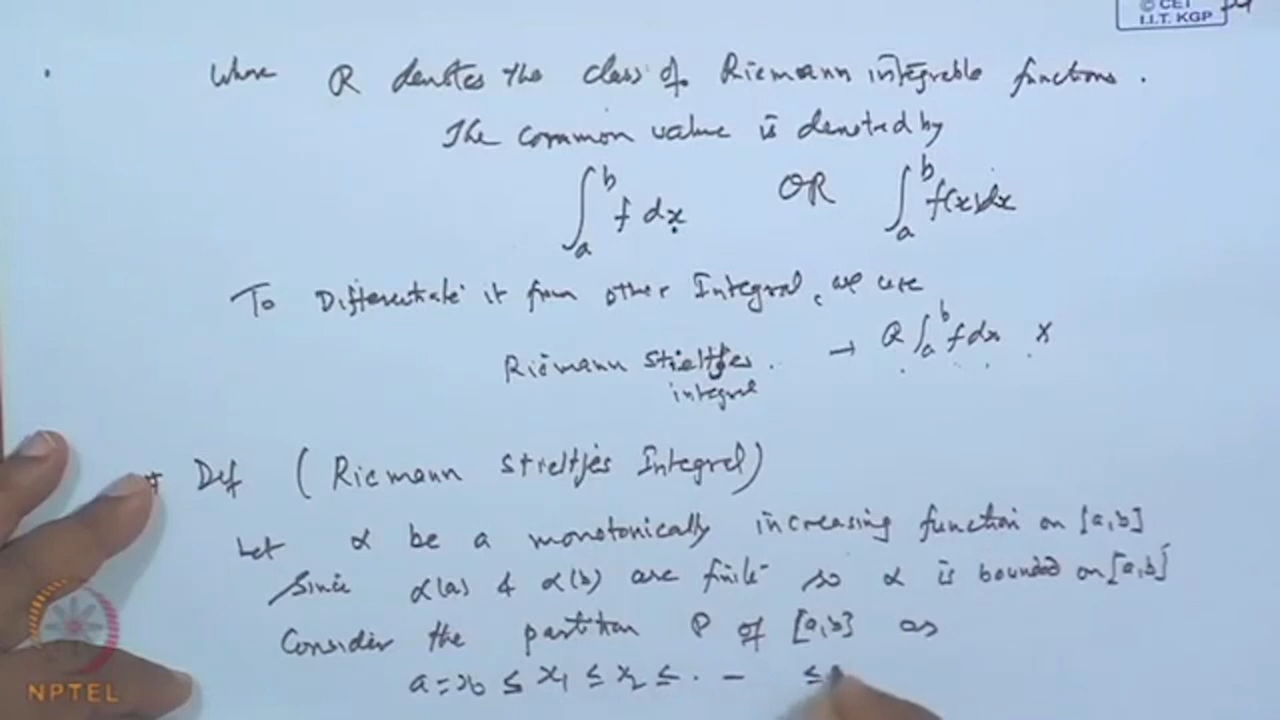 © CET
I.I.T. KGP
Where R denotes the class of Riemann integrable functions.
The common value is denoted by
∫_a^b f dx OR ∫_a^b f(x)dx
To Differentiate it from other Integral, we use
Riemann Stieltjes → R ∫_a^b f dx X
integral
* Def (Riemann Stieltjes Integral)
Let α be a monotonically increasing function on [a,b]
Since α(a) & α(b) are finite so α is bounded on [a,b]
Consider the partition P of [a,b] as
a = x₀ ≤ x₁ ≤ x₂ ≤ . – ≤
NPTEL